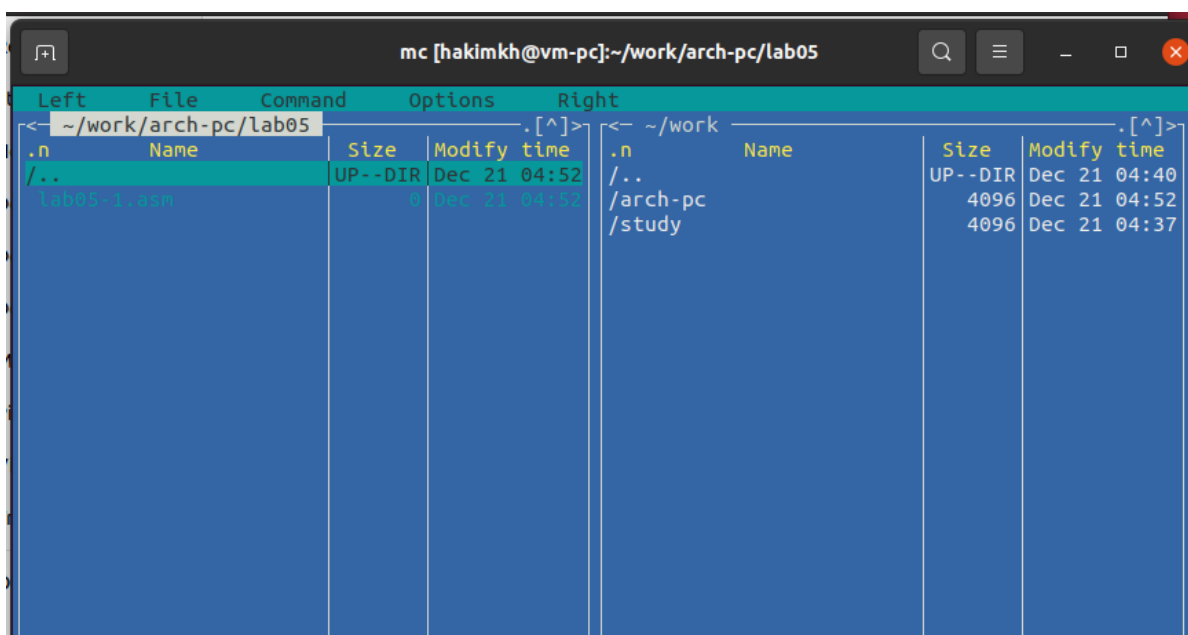 mc [hakimkh@vm-pc]:~/work/arch-pc/lab05
Left File Command Options Right
<─ ~/work/arch-pc/lab05 ─.[^]>
.n Name Size Modify time
/.. UP--DIR Dec 21 04:52
lab05-1.asm 0 Dec 21 04:52
<─ ~/work ─.[^]>
.n Name Size Modify time
/.. UP--DIR Dec 21 04:40
/arch-pc 4096 Dec 21 04:52
/study 4096 Dec 21 04:37